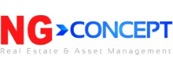 NG CONCEPT
Real Estate & Asset Management